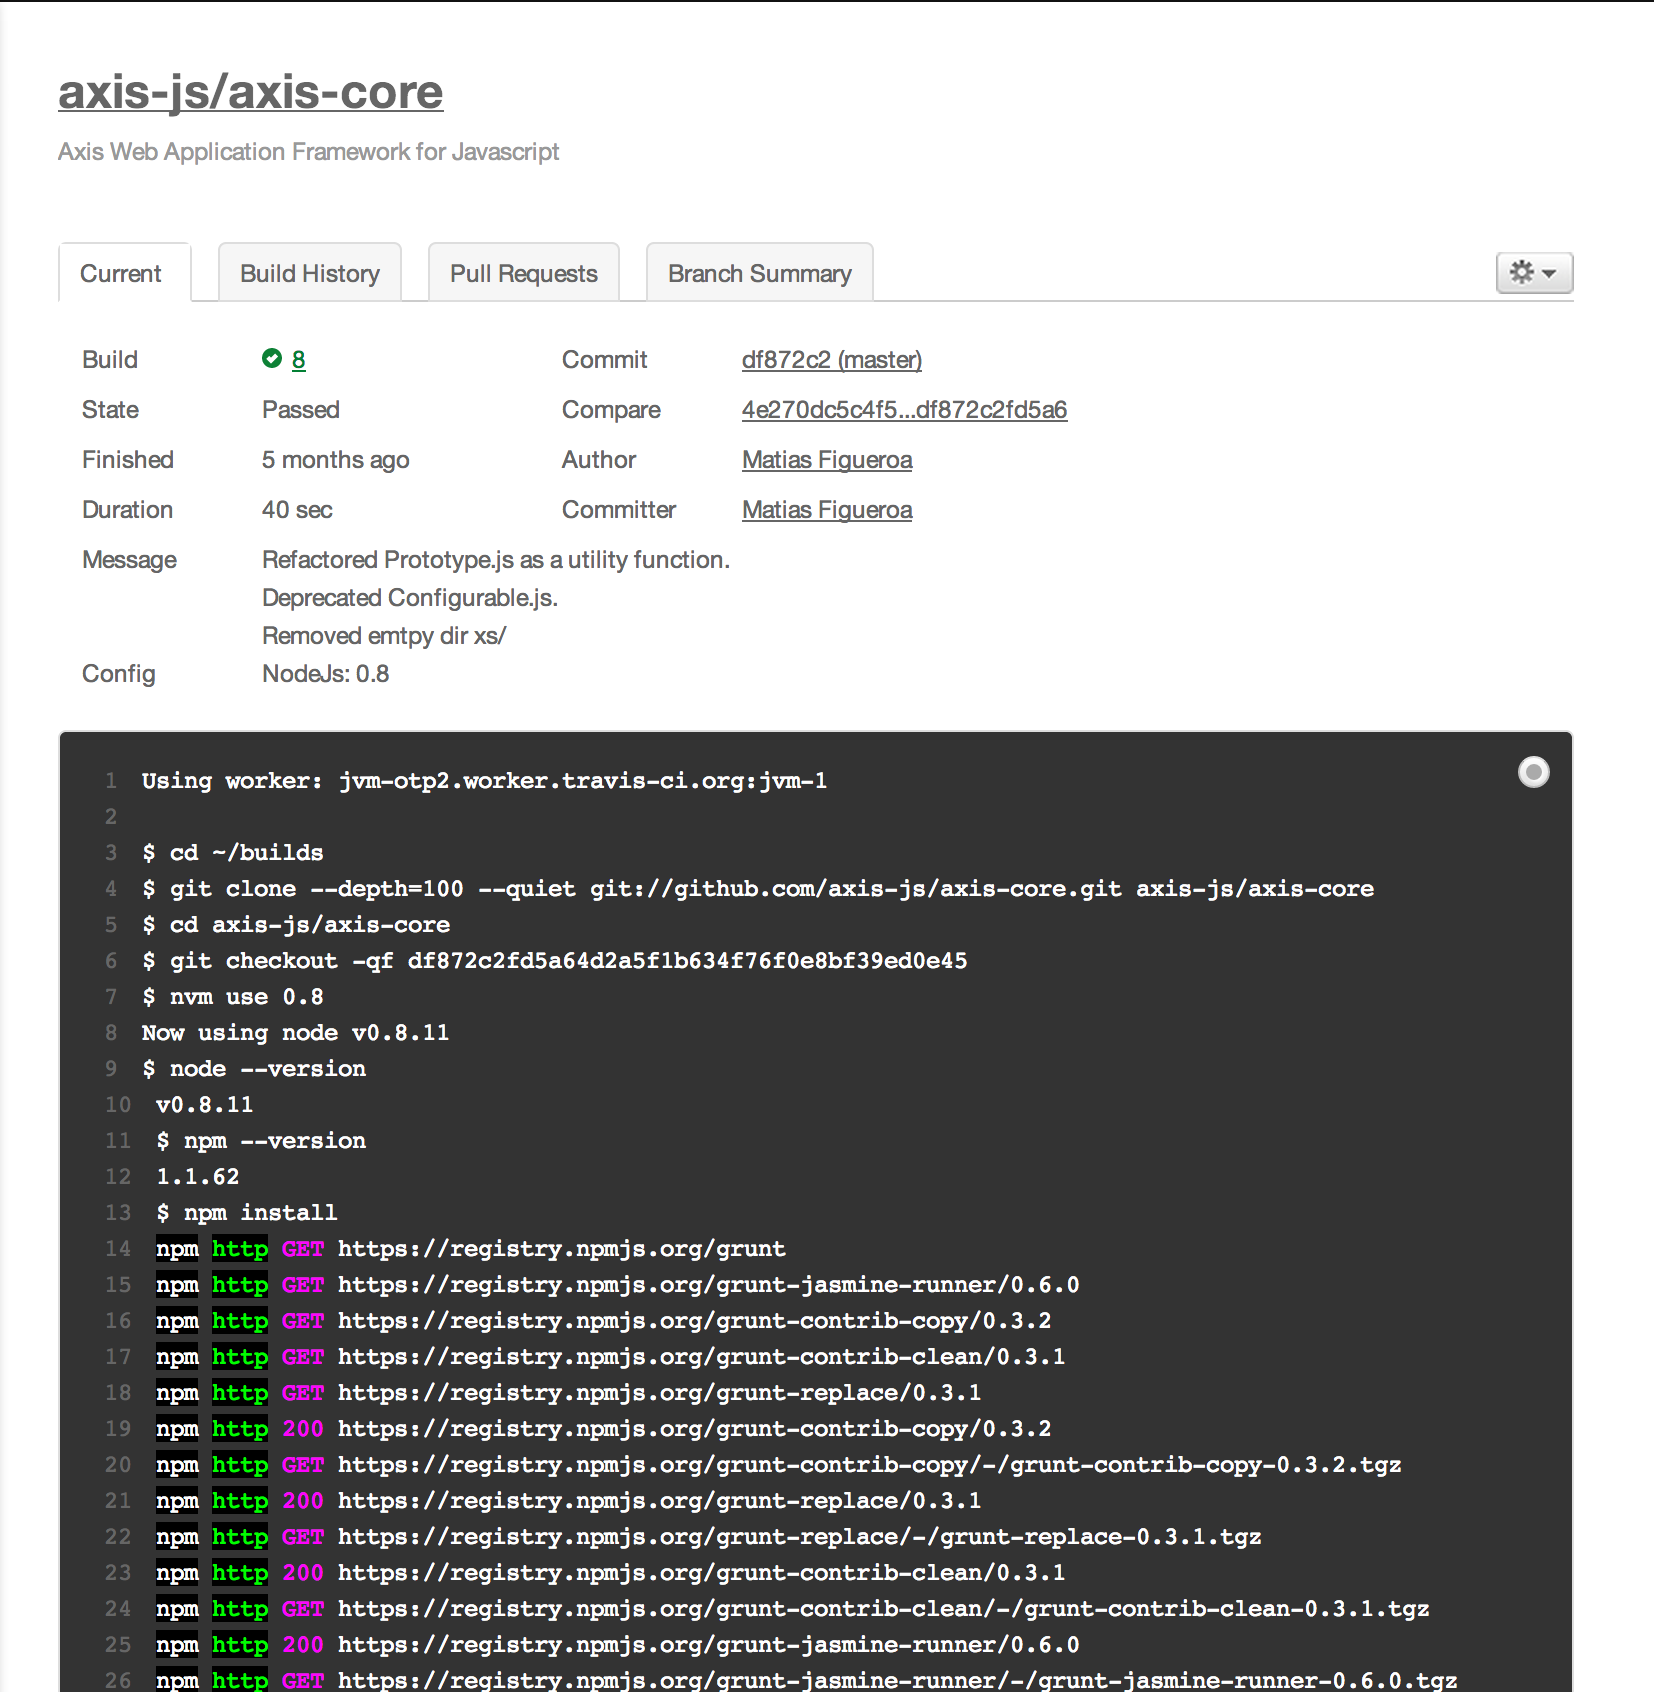 axis-js/axis-core
Axis Web Application Framework for Javascript
Current Build History Pull Requests Branch Summary
Build 8 Commit df872c2 (master)
State Passed Compare 4e270dc5c4f5...df872c2fd5a6
Finished 5 months ago Author Matias Figueroa
Duration 40 sec Committer Matias Figueroa
Message Refactored Prototype.js as a utility function.
Deprecated Configurable.js.
Removed emtpy dir xs/
Config NodeJs: 0.8
1 Using worker: jvm-otp2.worker.travis-ci.org:jvm-1
2
3 $ cd ~/builds
4 $ git clone --depth=100 --quiet git://github.com/axis-js/axis-core.git axis-js/axis-core
5 $ cd axis-js/axis-core
6 $ git checkout -qf df872c2fd5a64d2a5f1b634f76f0e8bf39ed0e45
7 $ nvm use 0.8
8 Now using node v0.8.11
9 $ node --version
10 v0.8.11
11 $ npm --version
12 1.1.62
13 $ npm install
14 npm http GET https://registry.npmjs.org/grunt
15 npm http GET https://registry.npmjs.org/grunt-jasmine-runner/0.6.0
16 npm http GET https://registry.npmjs.org/grunt-contrib-copy/0.3.2
17 npm http GET https://registry.npmjs.org/grunt-contrib-clean/0.3.1
18 npm http GET https://registry.npmjs.org/grunt-replace/0.3.1
19 npm http 200 https://registry.npmjs.org/grunt-contrib-copy/0.3.2
20 npm http GET https://registry.npmjs.org/grunt-contrib-copy/-/grunt-contrib-copy-0.3.2.tgz
21 npm http 200 https://registry.npmjs.org/grunt-replace/0.3.1
22 npm http GET https://registry.npmjs.org/grunt-replace/-/grunt-replace-0.3.1.tgz
23 npm http 200 https://registry.npmjs.org/grunt-contrib-clean/0.3.1
24 npm http GET https://registry.npmjs.org/grunt-contrib-clean/-/grunt-contrib-clean-0.3.1.tgz
25 npm http 200 https://registry.npmjs.org/grunt-jasmine-runner/0.6.0
26 npm http GET https://registry.npmjs.org/grunt-jasmine-runner/-/grunt-jasmine-runner-0.6.0.tgz